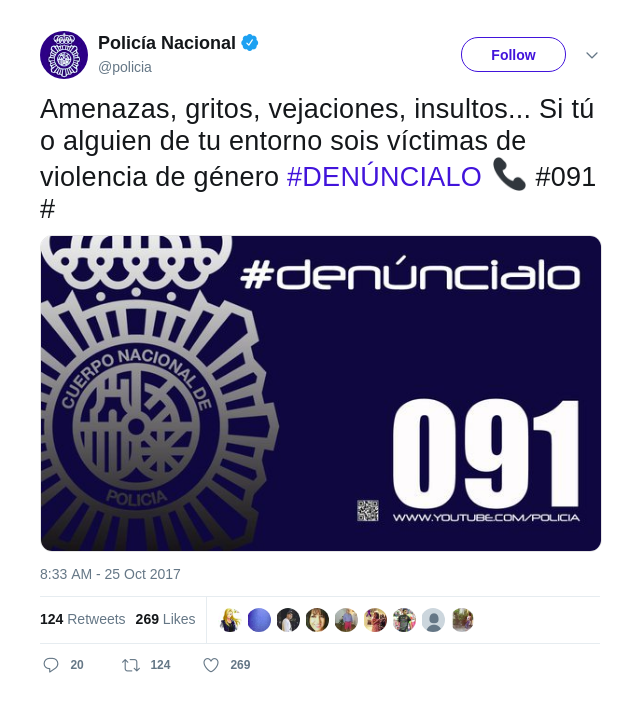 Policía Nacional
@policia
Follow
Amenazas, gritos, vejaciones, insultos... Si tú
o alguien de tu entorno sois víctimas de
violencia de género #DENÚNCIALO 📞 #091
#
#denúncialo
CUERPO NACIONAL DE
POLICIA
091
WWW.YOUTUBE.COM/POLICIA
8:33 AM - 25 Oct 2017
124 Retweets 269 Likes
20 124 269